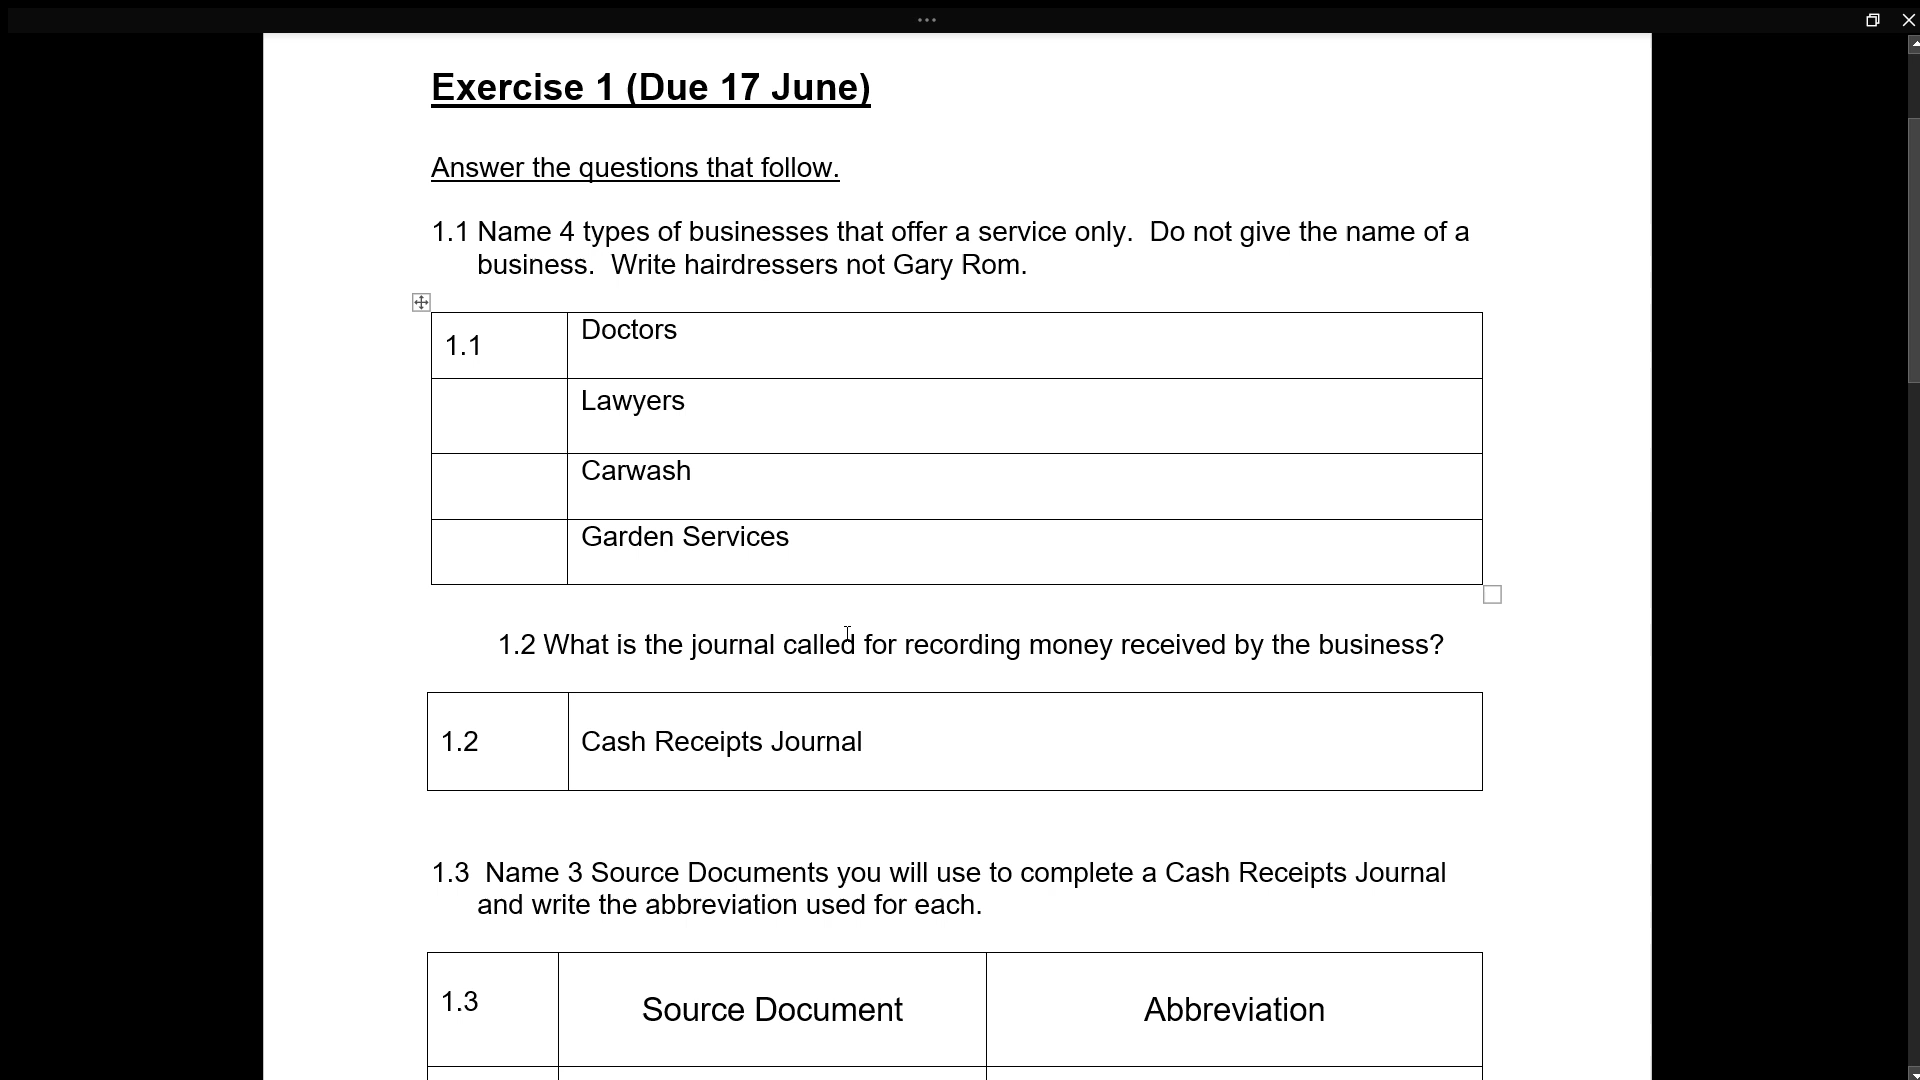 Exercise 1 (Due 17 June)
Answer the questions that follow.
1.1 Name 4 types of businesses that offer a service only. Do not give the name of a
business. Write hairdressers not Gary Rom.
1.1
Doctors
Lawyers
Carwash
Garden Services
1.2 What is the journal called for recording money received by the business?
1.2
Cash Receipts Journal
1.3 Name 3 Source Documents you will use to complete a Cash Receipts Journal
and write the abbreviation used for each.
1.3
Source Document
Abbreviation